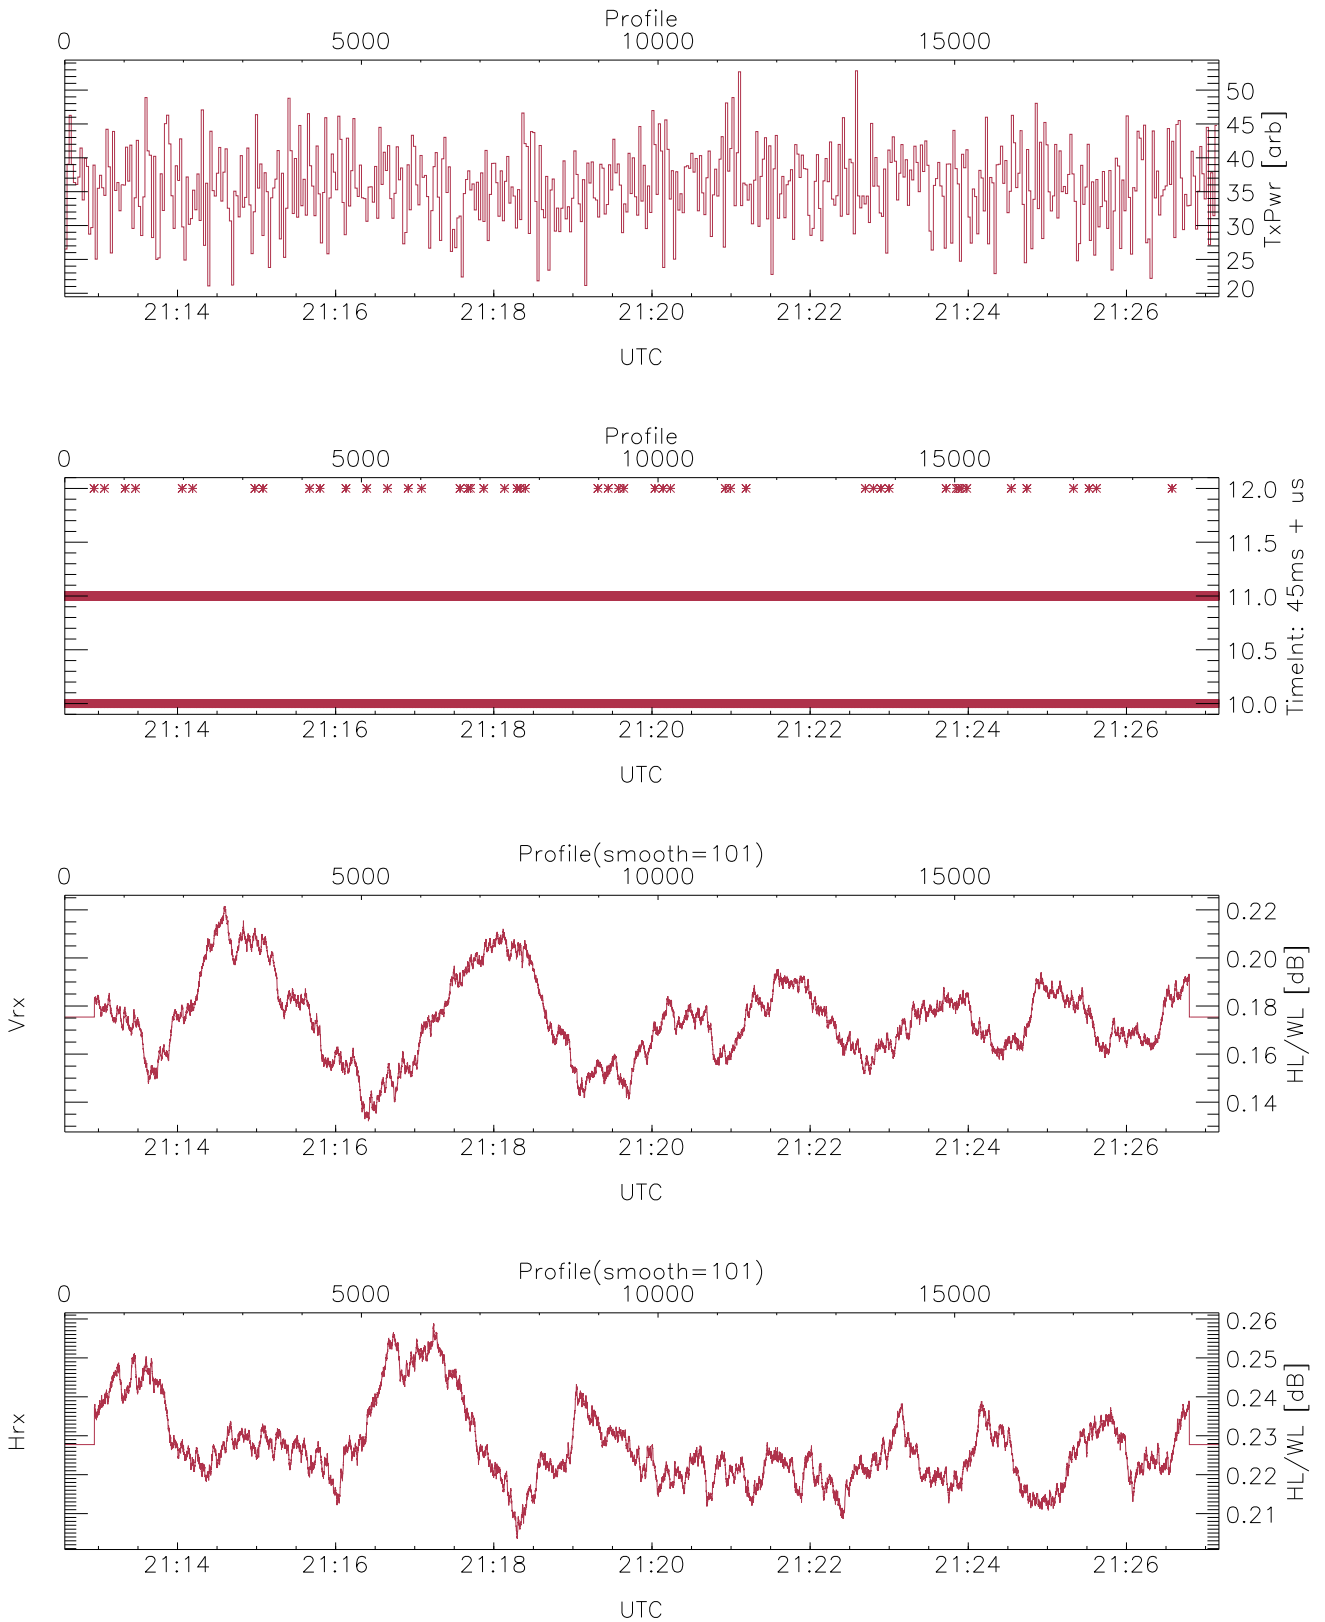 Profile
0 5000 10000 15000
50
45
40
35
30
25
20
TxPwr [arb]
21:14 21:16 21:18 21:20 21:22 21:24 21:26
UTC
Profile
0 5000 10000 15000
12.0
11.5
11.0
10.5
10.0
TimeInt: 45ms + us
21:14 21:16 21:18 21:20 21:22 21:24 21:26
UTC
Profile(smooth=101)
0 5000 10000 15000
Vrx
0.22
0.20
0.18
0.16
0.14
HL/WL [dB]
21:14 21:16 21:18 21:20 21:22 21:24 21:26
UTC
Profile(smooth=101)
0 5000 10000 15000
Hrx
0.26
0.25
0.24
0.23
0.22
0.21
HL/WL [dB]
21:14 21:16 21:18 21:20 21:22 21:24 21:26
UTC